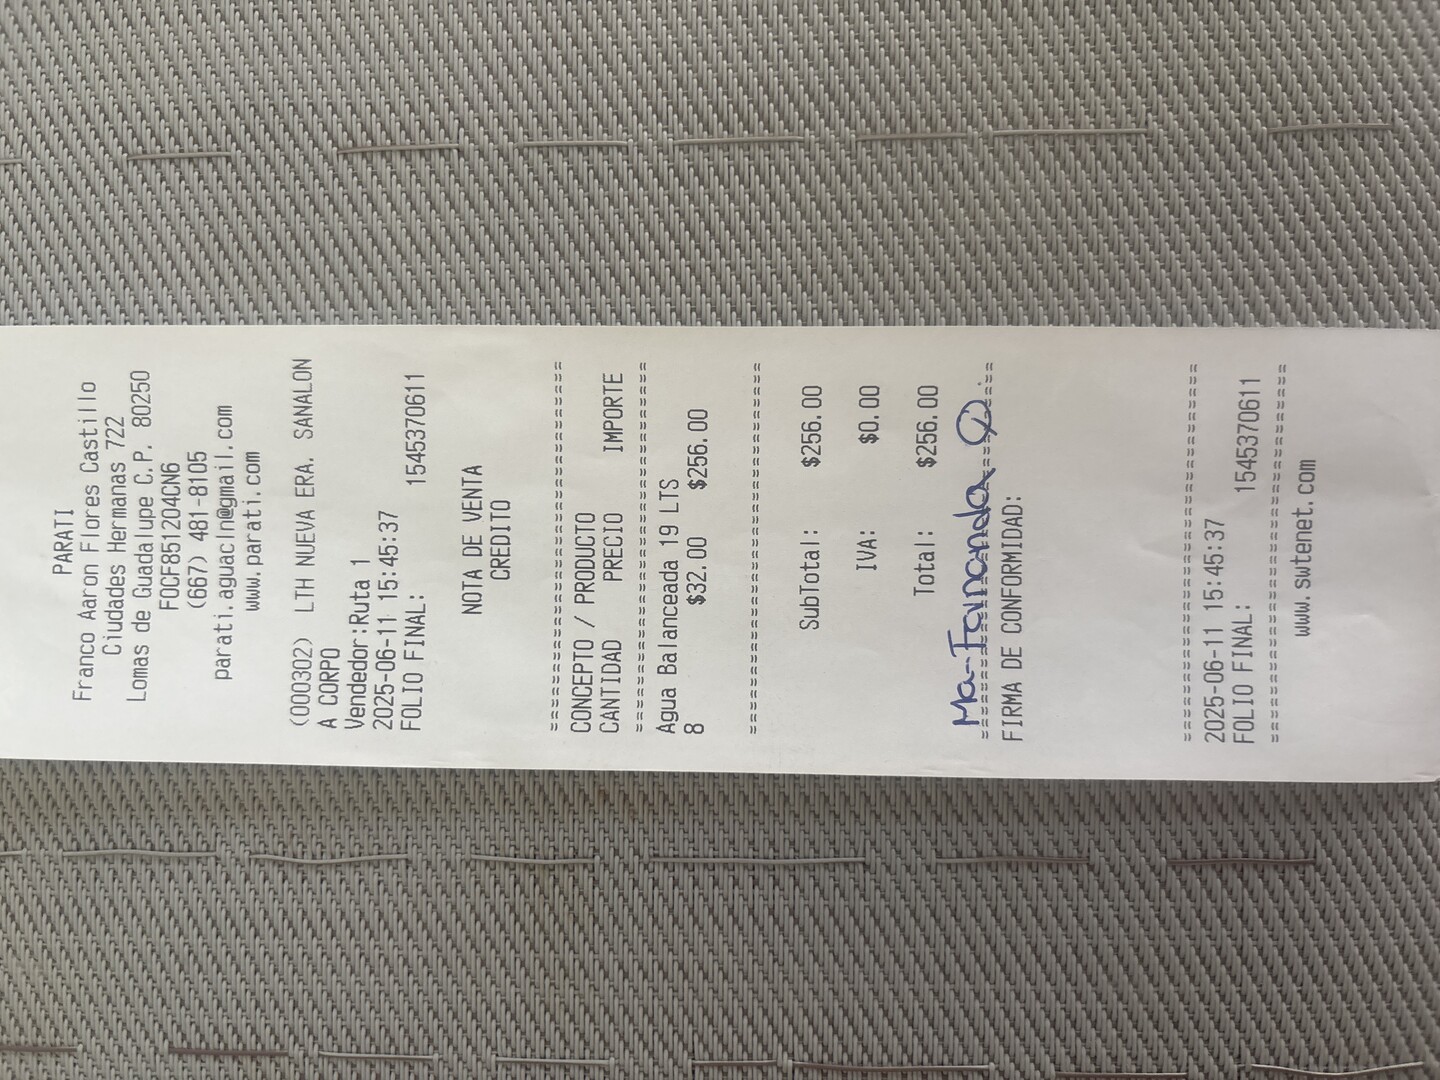 PARATI
Franco Aaron Flores Castillo
Ciudades Hermanas 722
Lomas de Guadalupe C.P. 80250
FOCF851204CN6
(667) 481-8105
parati.aguacln@gmail.com
www.parati.com
(000302) LTH NUEVA ERA. SANALON
A CORPO
Vendedor:Ruta 1
2025-06-11 15:45:37
FOLIO FINAL: 1545370611
NOTA DE VENTA
CREDITO
==============================
CONCEPTO / PRODUCTO
CANTIDAD PRECIO IMPORTE
==============================
Agua Balanceada 19 LTS
8 $32.00 $256.00
==============================
SubTotal: $256.00
IVA: $0.00
Total: $256.00
Ma-Fernanda Q.
==============================
FIRMA DE CONFORMIDAD:
==============================
2025-06-11 15:45:37
FOLIO FINAL: 1545370611
==============================
www.swtenet.com